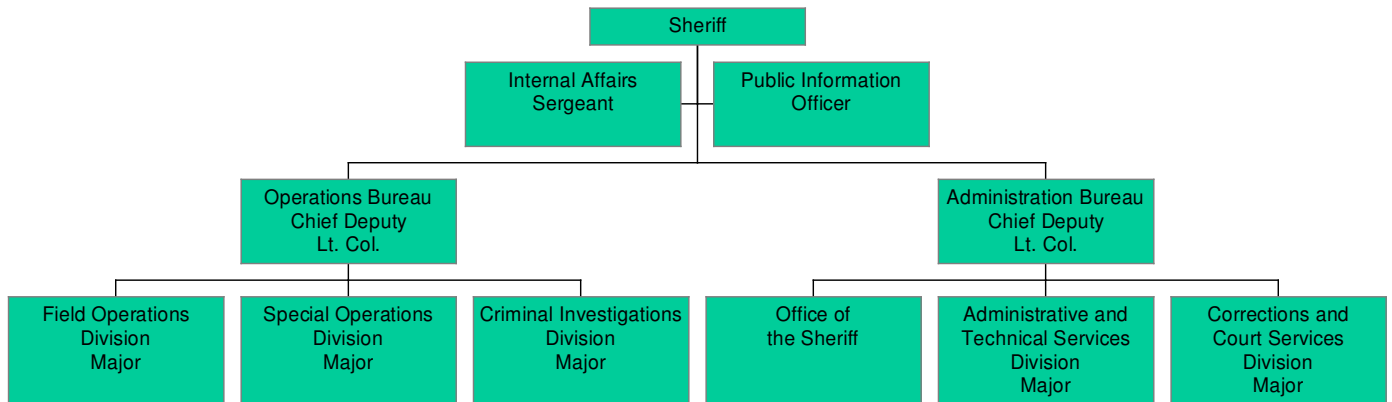 Sheriff
Internal Affairs
Sergeant
Public Information
Officer
Operations Bureau
Chief Deputy
Lt. Col.
Administration Bureau
Chief Deputy
Lt. Col.
Field Operations
Division
Major
Special Operations
Division
Major
Criminal Investigations
Division
Major
Office of
the Sheriff
Administrative and
Technical Services
Division
Major
Corrections and
Court Services
Division
Major